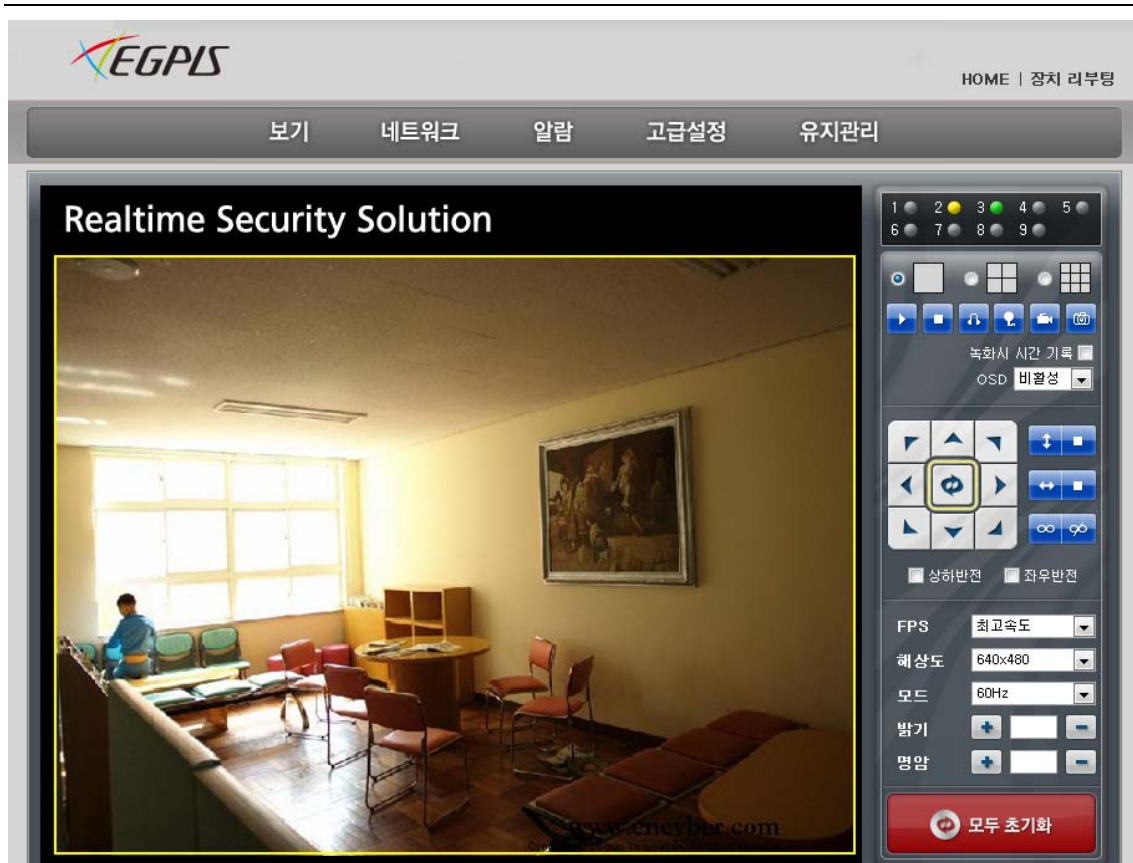 EGPIS
HOME | 장치 리부팅
보기 네트워크 알람 고급설정 유지관리
Realtime Security Solution
1 2 3 4 5
6 7 8 9
녹화시 시간 기록
OSD 비활성
상하반전 좌우반전
FPS 최고속도
해상도 640x480
모드 60Hz
밝기
명암
모두 초기화
www.encyber.com